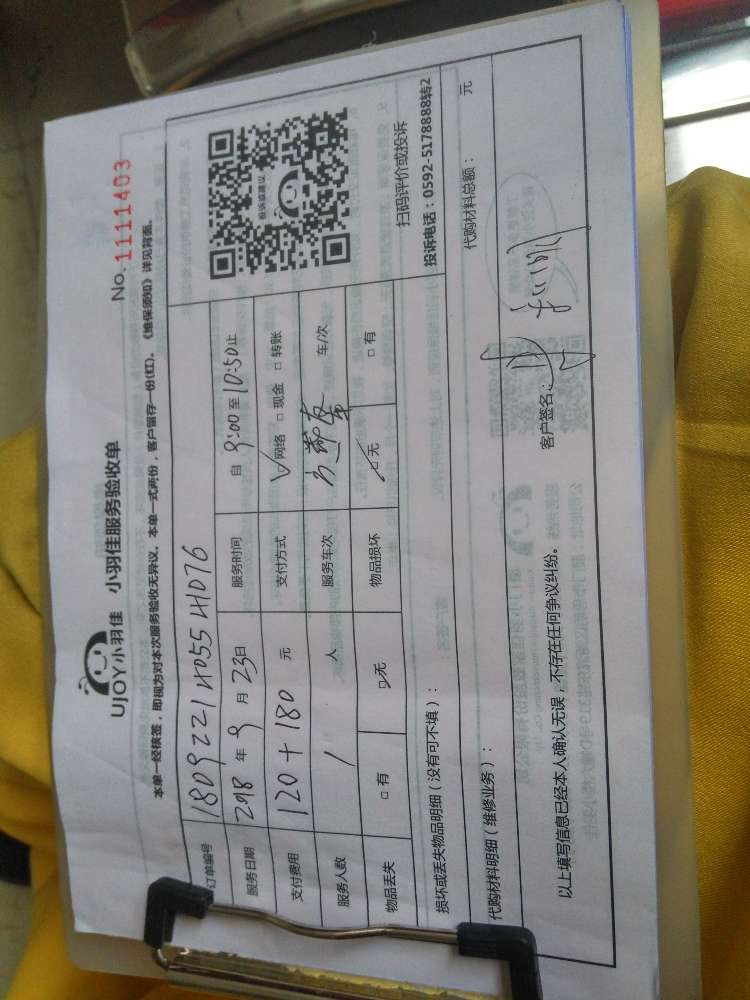 UJOY小羽佳 小羽佳服务验收单
No. 1111403
本单一经核签，即视为对本次服务验收无异议。本单一式两份，客户留存一份(红)。《维保须知》详见背面。
订单编号 1809221405541076
服务日期 2018 年 9 月 23日 服务时间 自 9:00 至 10:50 止
支付费用 120+180 元 支付方式 网络 □ 现金 □ 转账
服务人数 1 人 服务车次 车/次
物品丢失 □ 有 □ 无 物品损坏 □ 无 □ 有
投诉或建议
扫码评价或投诉
投诉电话：0592-5178888转2
损坏或丢失物品明细（没有可不填）：
代购材料明细（维修业务）： 代购材料总额： 元
以上填写信息已经本人确认无误，不存在任何争议纠纷。 客户签名：